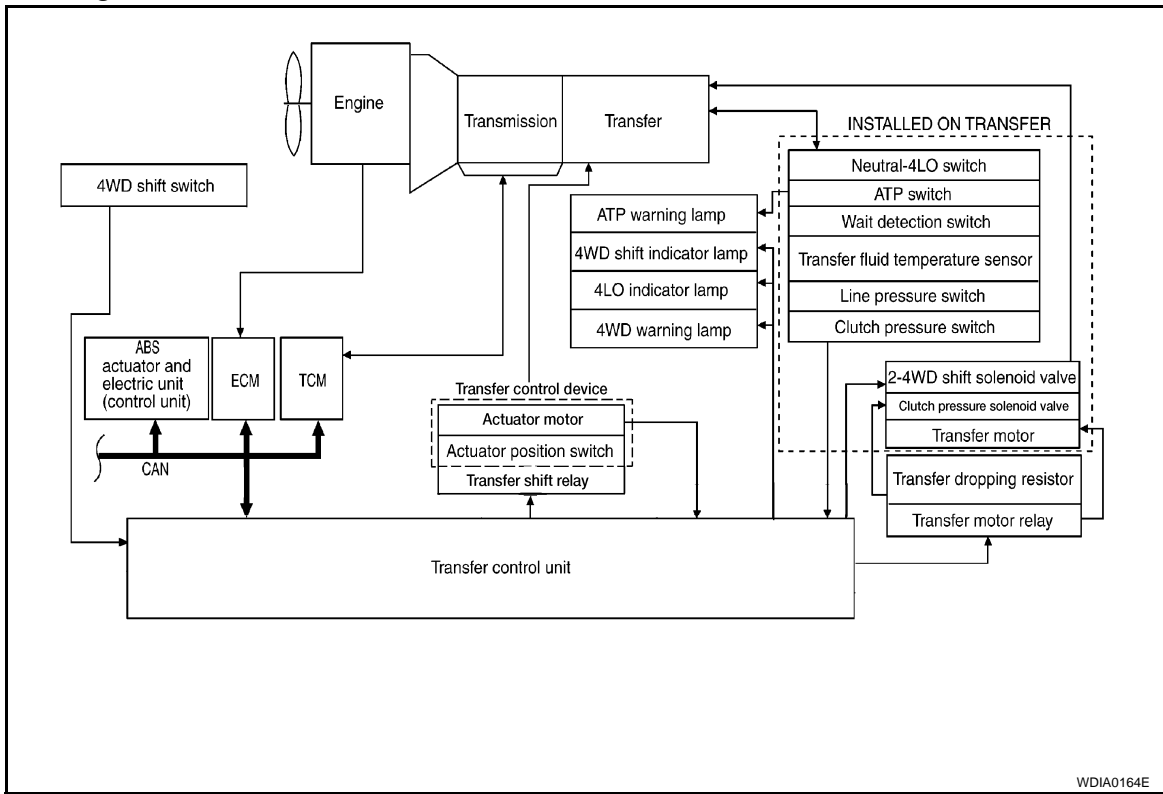 Engine
Transmission
Transfer
INSTALLED ON TRANSFER
4WD shift switch
Neutral-4LO switch
ATP switch
Wait detection switch
Transfer fluid temperature sensor
Line pressure switch
Clutch pressure switch
ATP warning lamp
4WD shift indicator lamp
4LO indicator lamp
4WD warning lamp
ABS
actuator and
electric unit
(control unit)
ECM
TCM
CAN
Transfer control device
Actuator motor
Actuator position switch
Transfer shift relay
2-4WD shift solenoid valve
Clutch pressure solenoid valve
Transfer motor
Transfer dropping resistor
Transfer motor relay
Transfer control unit
WDIA0164E